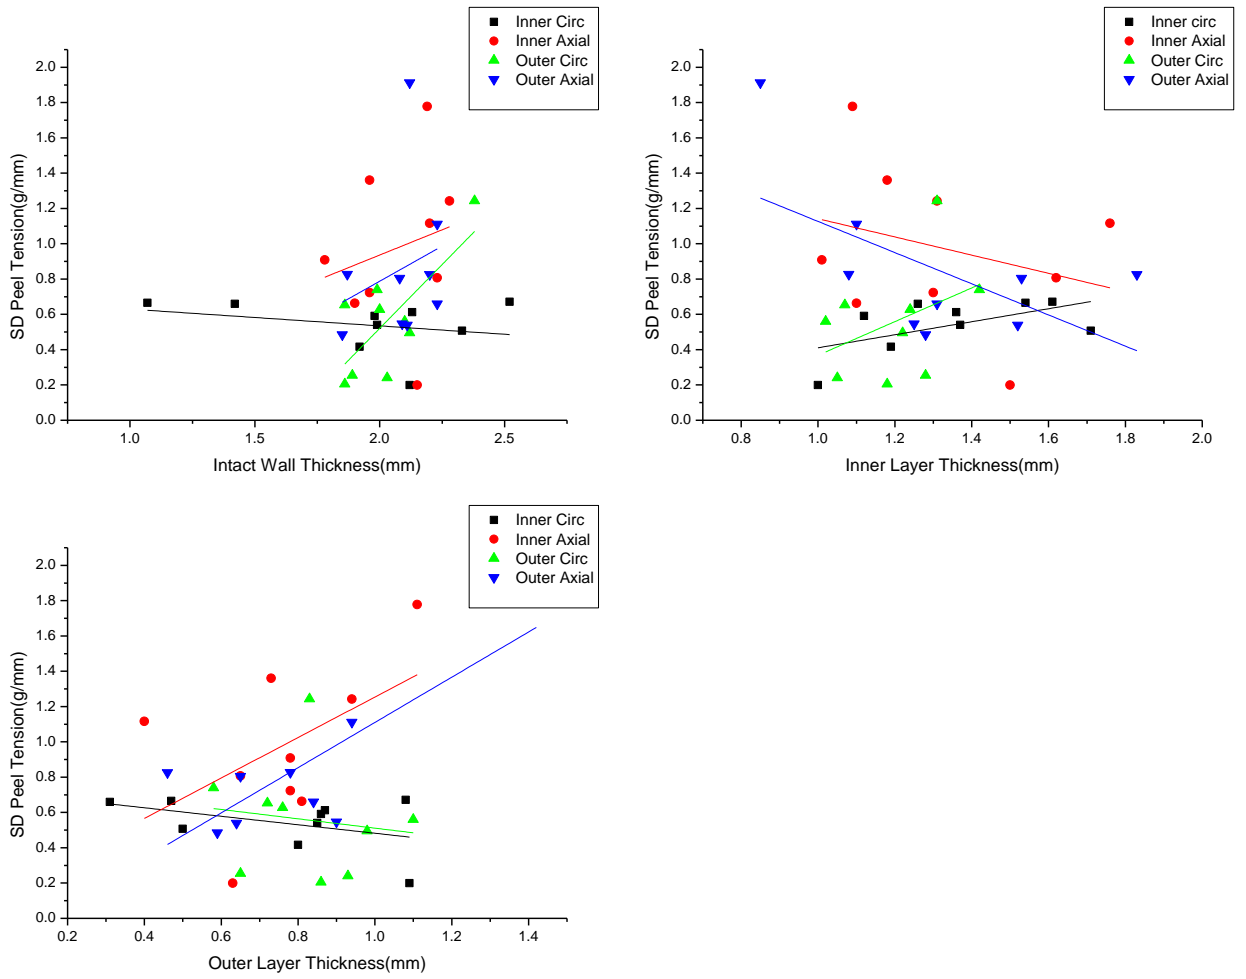 Inner Circ
Inner Axial
Outer Circ
Outer Axial
2.0
1.8
1.6
1.4
1.2
1.0
0.8
0.6
0.4
0.2
0.0
SD Peel Tension(g/mm)
1.0 1.5 2.0 2.5
Intact Wall Thickness(mm)
Inner circ
Inner Axial
Outer Circ
Outer Axial
2.0
1.8
1.6
1.4
1.2
1.0
0.8
0.6
0.4
0.2
0.0
SD Peel Tension(g/mm)
0.8 1.0 1.2 1.4 1.6 1.8 2.0
Inner Layer Thickness(mm)
Inner Circ
Inner Axial
Outer Circ
Outer Axial
2.0
1.8
1.6
1.4
1.2
1.0
0.8
0.6
0.4
0.2
0.0
SD Peel Tension(g/mm)
0.2 0.4 0.6 0.8 1.0 1.2 1.4
Outer Layer Thickness(mm)